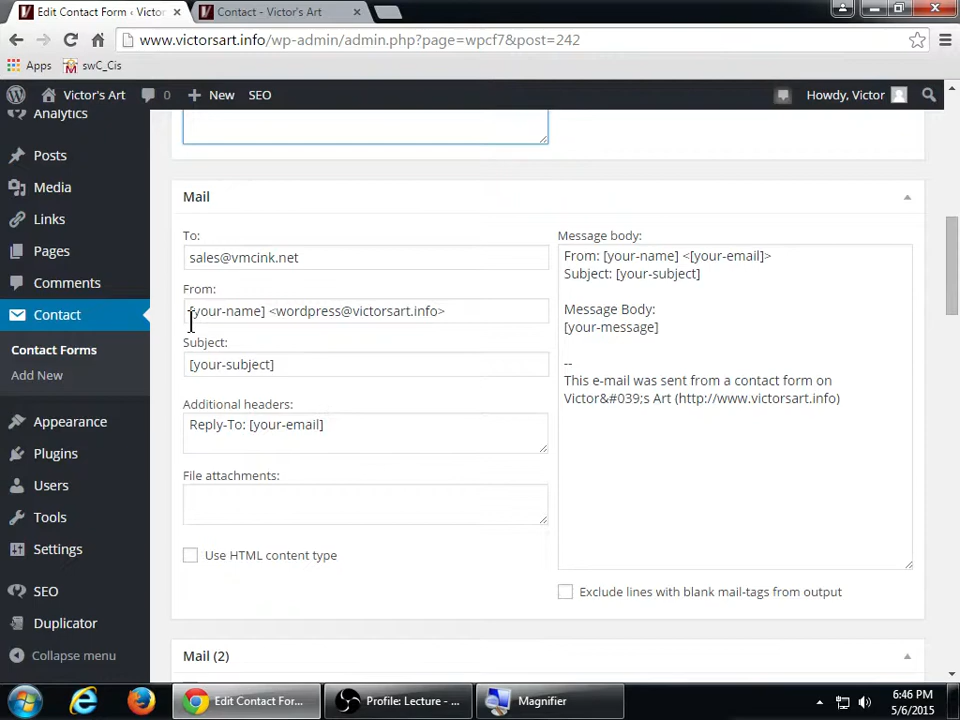 Edit Contact Form ‹ Victor
Contact - Victor's Art
www.victorsart.info/wp-admin/admin.php?page=wpcf7&post=242
Apps swC_Cis
Victor's Art 0 New SEO Howdy, Victor
Analytics
Posts
Media
Links
Pages
Comments
Contact
Contact Forms
Add New
Appearance
Plugins
Users
Tools
Settings
SEO
Duplicator
Collapse menu
Mail
To:
sales@vmcink.net
From:
[your-name] <wordpress@victorsart.info>
Subject:
[your-subject]
Additional headers:
Reply-To: [your-email]
File attachments:
Use HTML content type
Message body:
From: [your-name] <[your-email]>
Subject: [your-subject]
Message Body:
[your-message]
--
This e-mail was sent from a contact form on
Victor&#039;s Art (http://www.victorsart.info)
Exclude lines with blank mail-tags from output
Mail (2)
Edit Contact For...
Profile: Lecture - ...
Magnifier
6:46 PM
5/6/2015